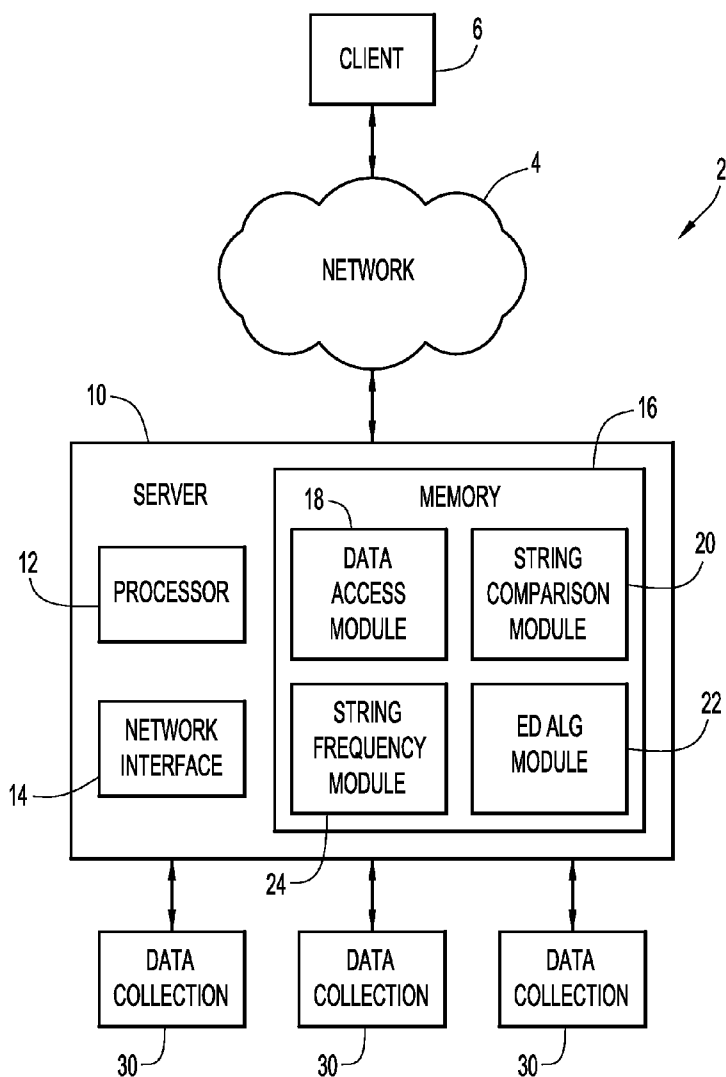 CLIENT
6
4
2
NETWORK
10
16
SERVER
MEMORY
18
12
PROCESSOR
DATA
ACCESS
MODULE
STRING
COMPARISON
MODULE
20
NETWORK
INTERFACE
14
STRING
FREQUENCY
MODULE
ED ALG
MODULE
22
24
DATA
COLLECTION
DATA
COLLECTION
DATA
COLLECTION
30
30
30